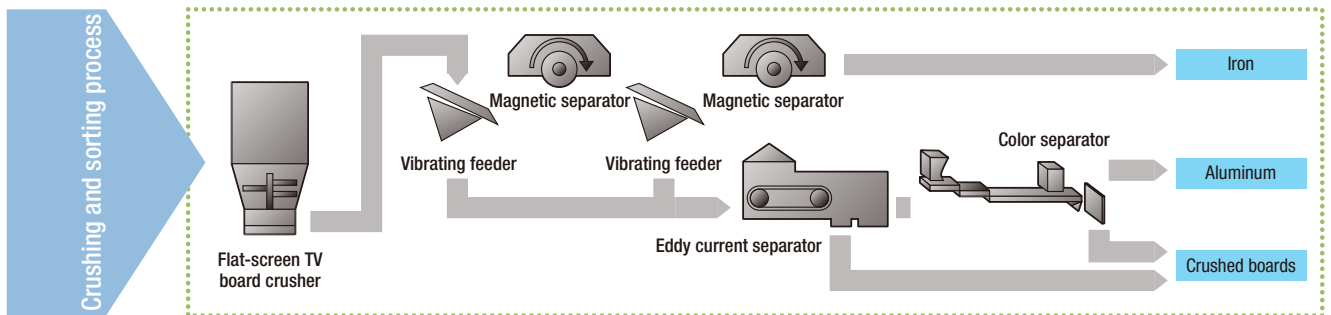 Crushing and sorting process
Flat-screen TV
board crusher
Vibrating feeder
Magnetic separator
Vibrating feeder
Magnetic separator
Eddy current separator
Color separator
Iron
Aluminum
Crushed boards